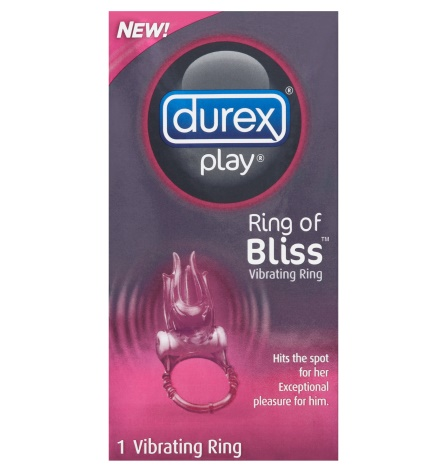 NEW!
durex®
play®
Ring of
Bliss™
Vibrating Ring
Hits the spot
for her
Exceptional
pleasure for him.
1 Vibrating Ring